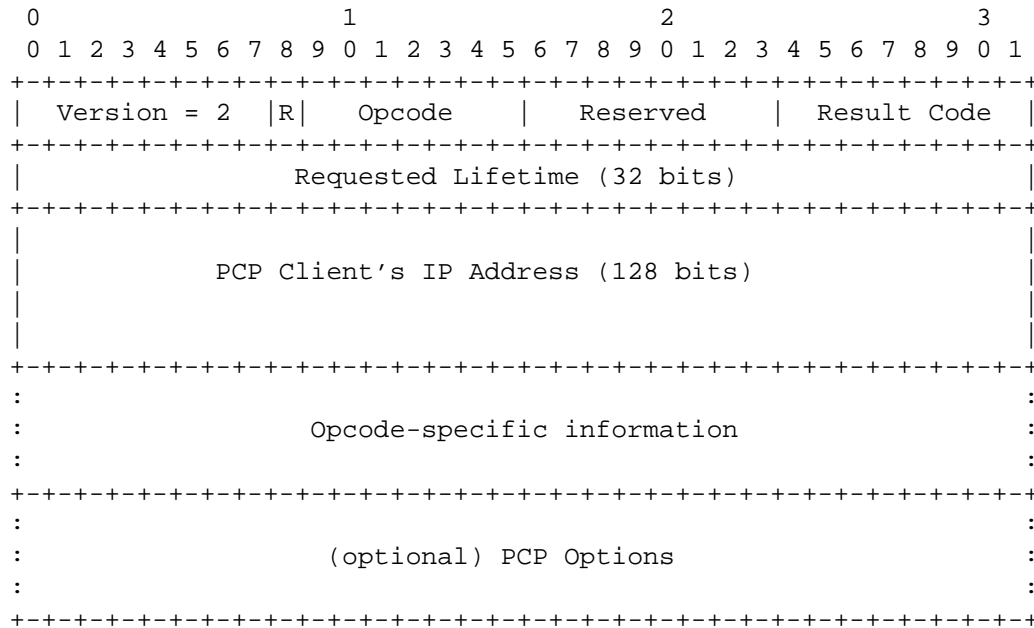 0                   1                   2                   3
 0 1 2 3 4 5 6 7 8 9 0 1 2 3 4 5 6 7 8 9 0 1 2 3 4 5 6 7 8 9 0 1
+-+-+-+-+-+-+-+-+-+-+-+-+-+-+-+-+-+-+-+-+-+-+-+-+-+-+-+-+-+-+-+-+
|  Version = 2  |R|   Opcode    |   Reserved    |  Result Code  |
+-+-+-+-+-+-+-+-+-+-+-+-+-+-+-+-+-+-+-+-+-+-+-+-+-+-+-+-+-+-+-+-+
|                 Requested Lifetime (32 bits)                  |
+-+-+-+-+-+-+-+-+-+-+-+-+-+-+-+-+-+-+-+-+-+-+-+-+-+-+-+-+-+-+-+-+
|                                                               |
|            PCP Client's IP Address (128 bits)                 |
|                                                               |
|                                                               |
+-+-+-+-+-+-+-+-+-+-+-+-+-+-+-+-+-+-+-+-+-+-+-+-+-+-+-+-+-+-+-+-+
:                                                               :
:                  Opcode-specific information                  :
:                                                               :
+-+-+-+-+-+-+-+-+-+-+-+-+-+-+-+-+-+-+-+-+-+-+-+-+-+-+-+-+-+-+-+-+
:                                                               :
:                   (optional) PCP Options                      :
:                                                               :
+-+-+-+-+-+-+-+-+-+-+-+-+-+-+-+-+-+-+-+-+-+-+-+-+-+-+-+-+-+-+-+-+